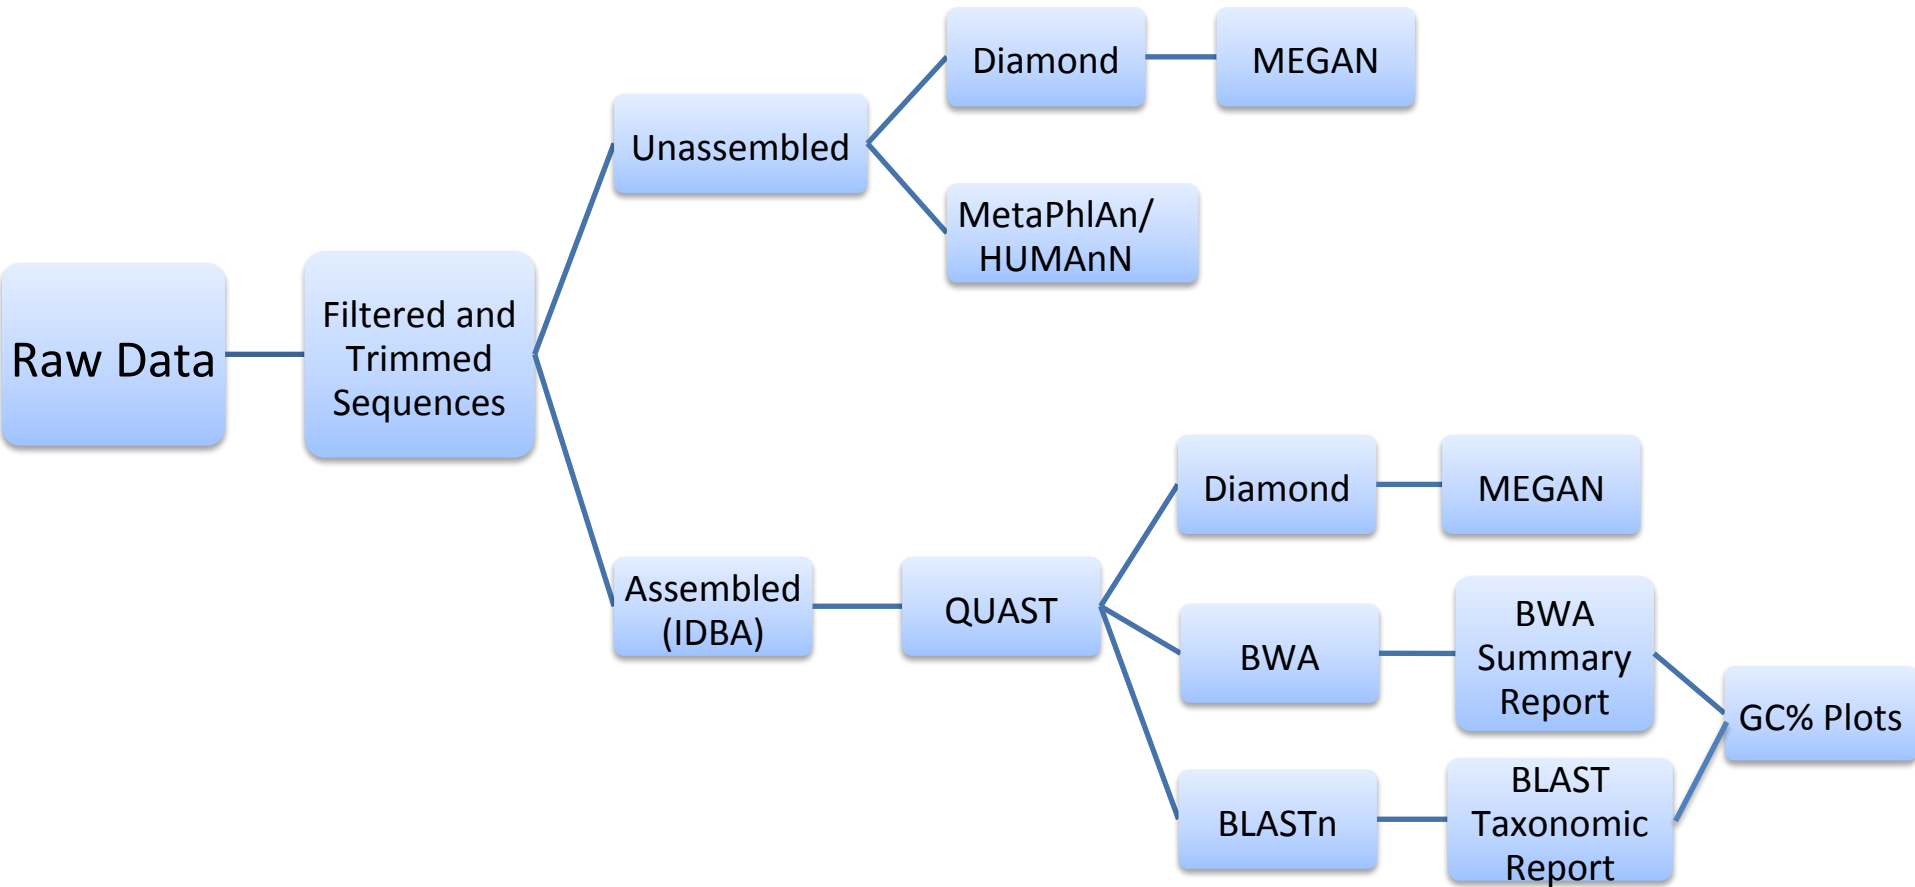 Diamond
MEGAN
Unassembled
MetaPhlAn/
HUMAnN
Raw Data
Filtered and
Trimmed
Sequences
Diamond
MEGAN
Assembled
(IDBA)
QUAST
BWA
BWA
Summary
Report
GC% Plots
BLASTn
BLAST
Taxonomic
Report